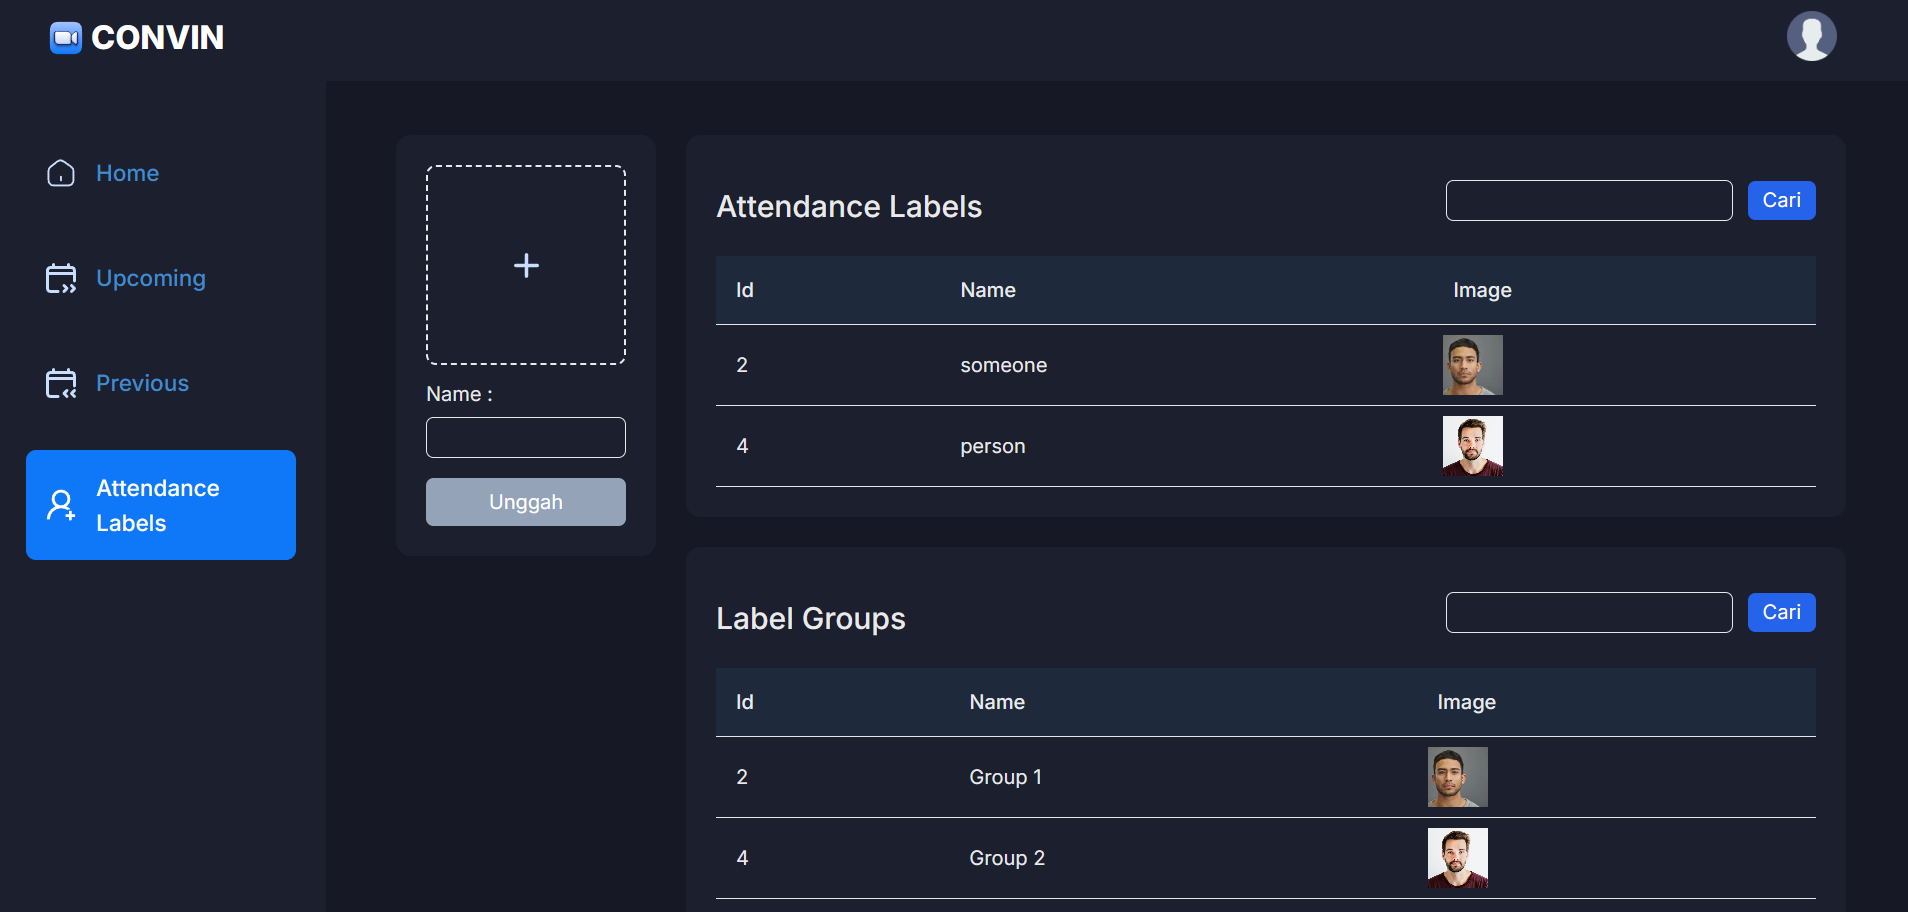 CONVIN
Home
Upcoming
Previous
Attendance
Labels
Name :
Unggah
Attendance Labels
Cari
Id Name Image
2 someone
4 person
Label Groups
Cari
Id Name Image
2 Group 1
4 Group 2